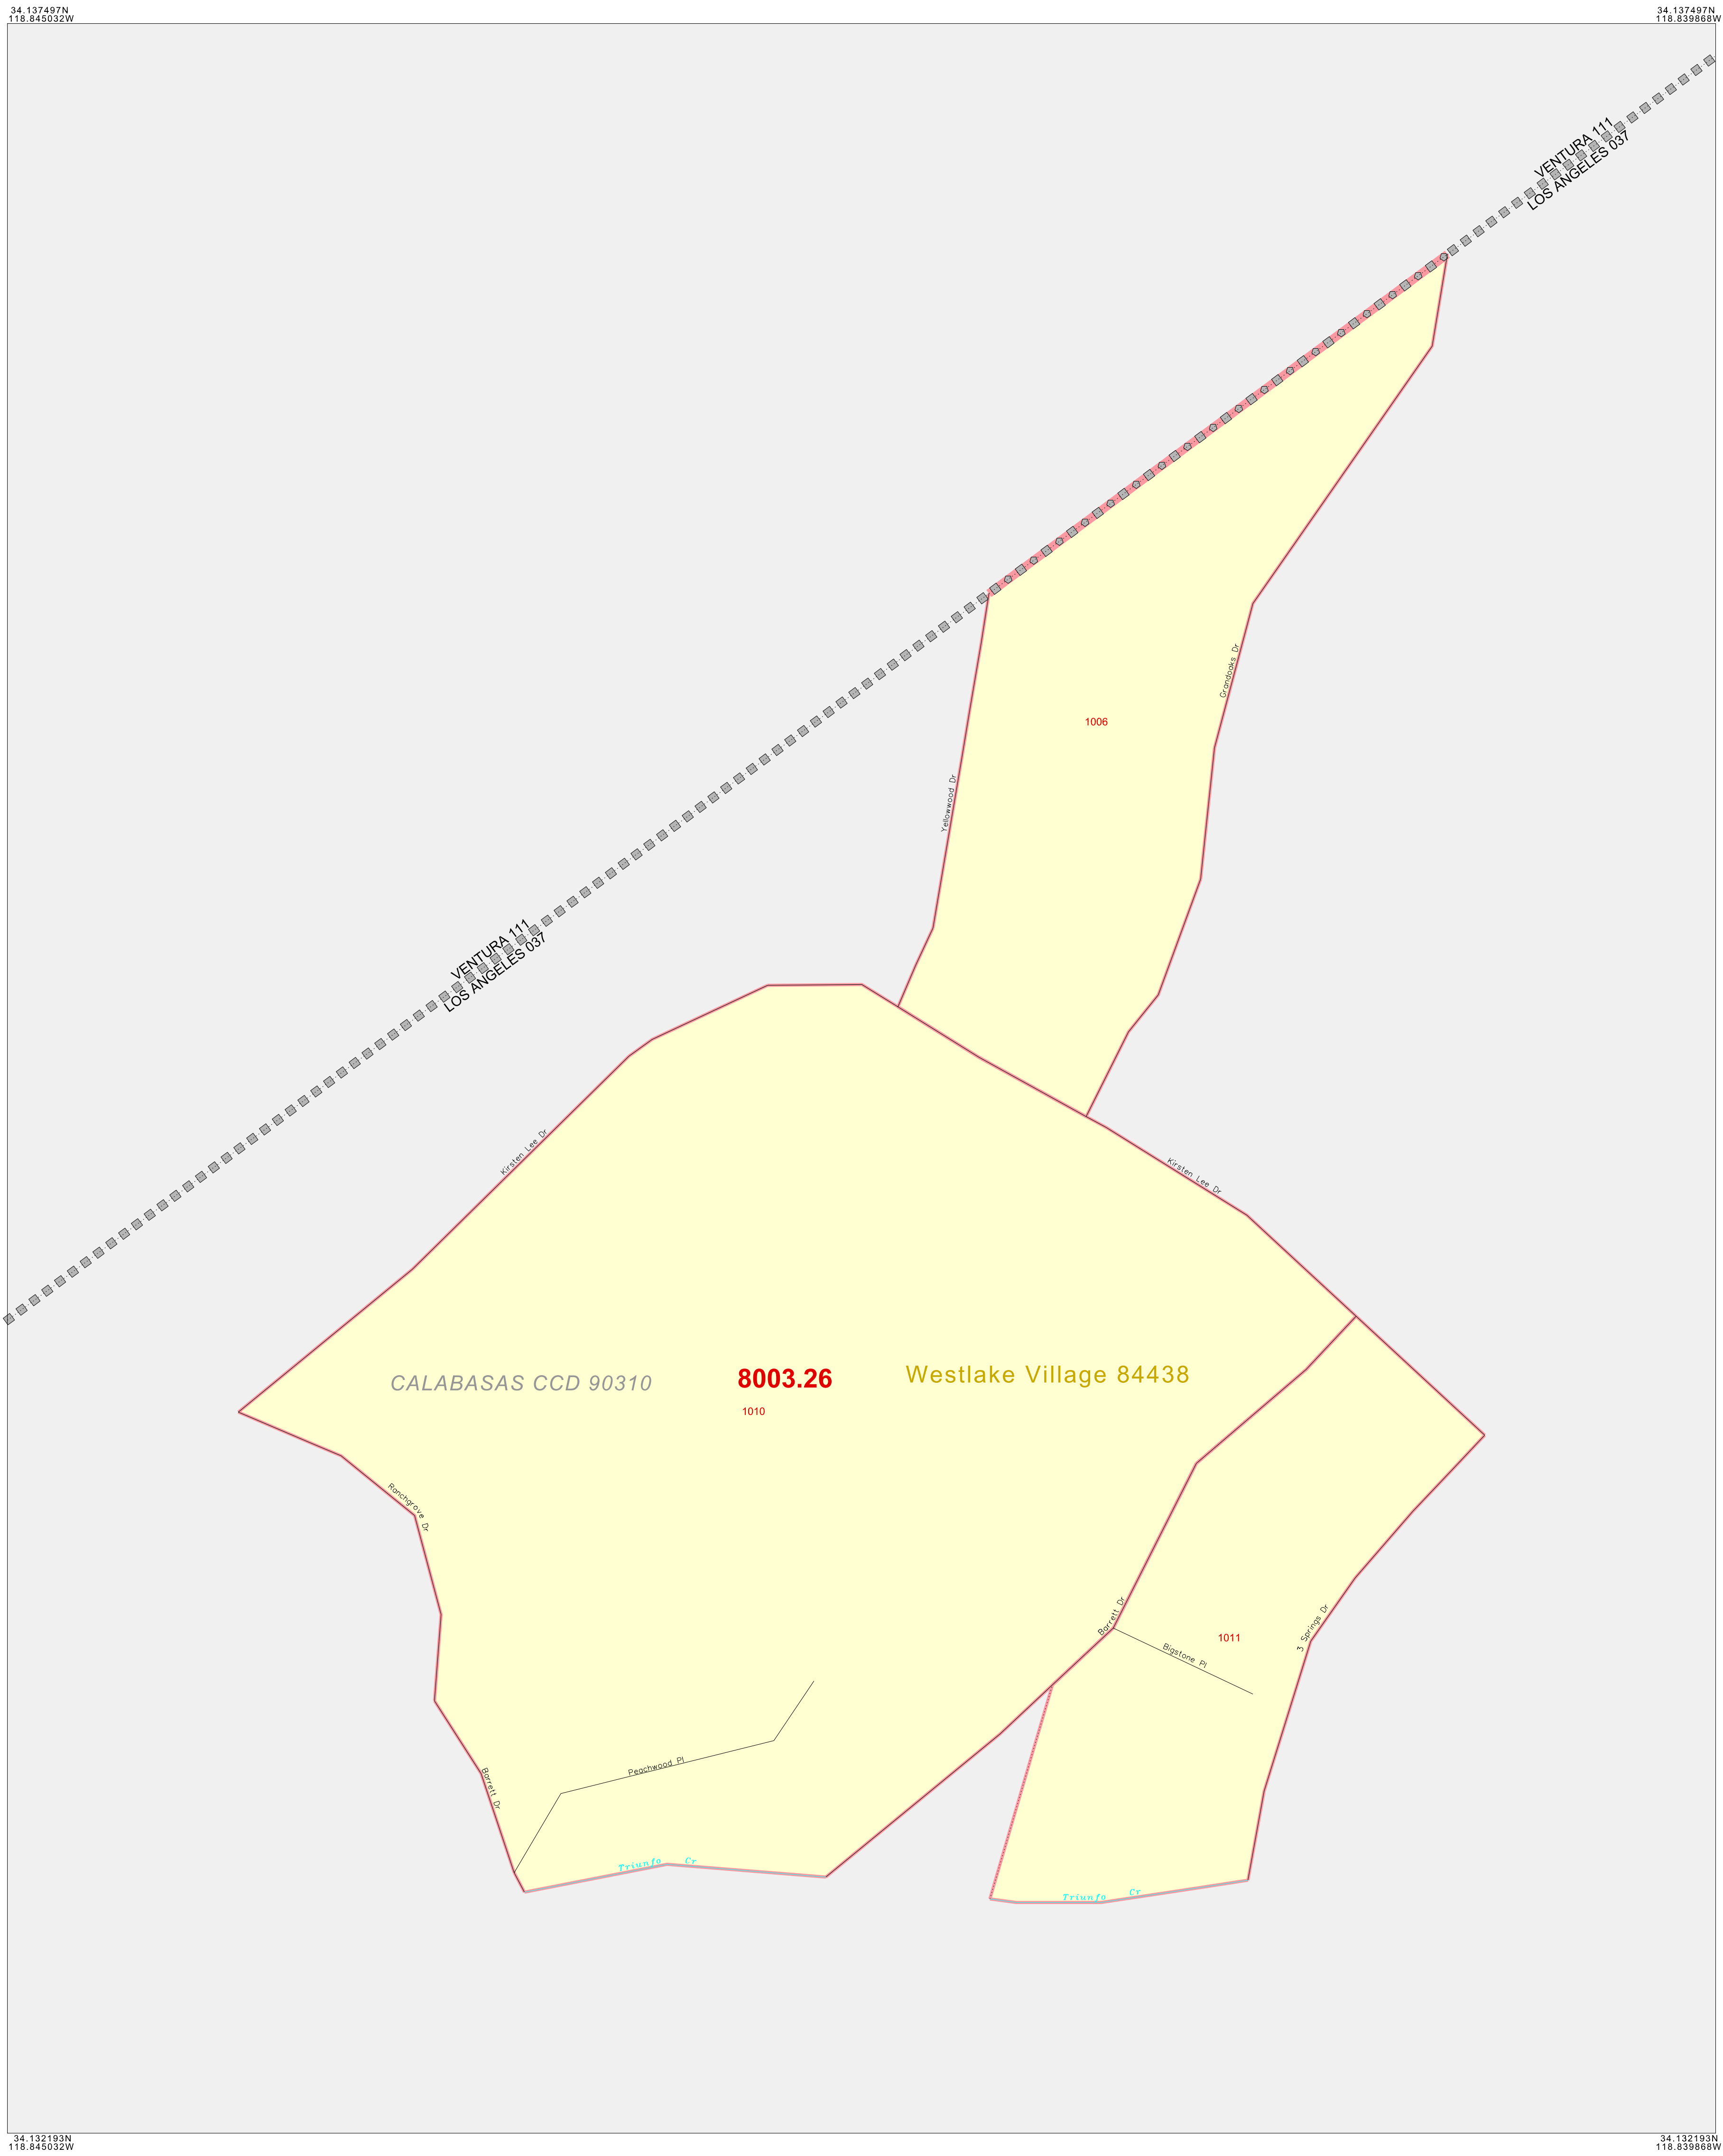 34.137497N
118.845032W
34.137497N
118.839868W
VENTURA 111
LOS ANGELES 037
Grandoaks Dr
1006
Yellowwood Dr
VENTURA 111
LOS ANGELES 037
Kirsten Lee Dr
Kirsten Lee Dr
CALABASAS CCD 90310
8003.26
Westlake Village 84438
1010
Ranchgrove Dr
Barrett Dr
1011
3 Springs Dr
Bigstone Pl
Peachwood Pl
Barrett Dr
Triunfo Cr
Triunfo Cr
34.132193N
118.845032W
34.132193N
118.839868W